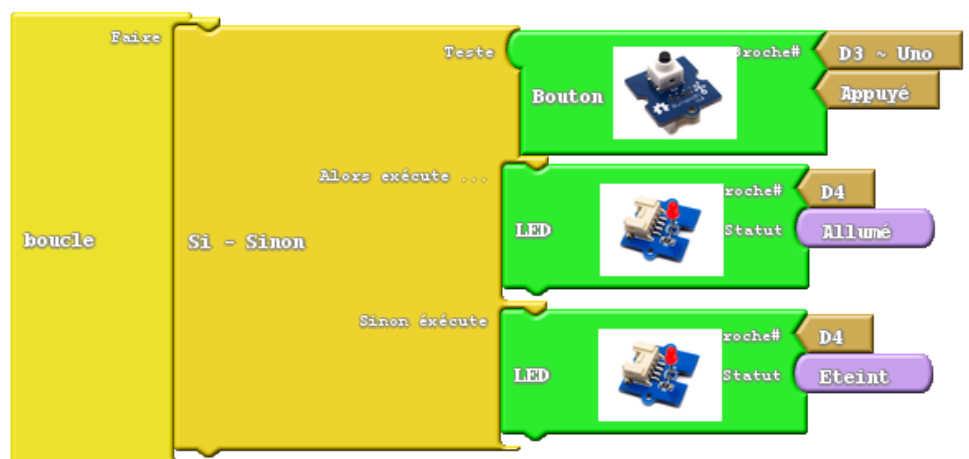 Faire
Teste
Broche#
D3 ~ Uno
Bouton
Appuyé
Alors exécute ...
roche#
D4
boucle
Si - Sinon
LED
Statut
Allumé
Sinon éxécute
roche#
D4
LED
Statut
Eteint